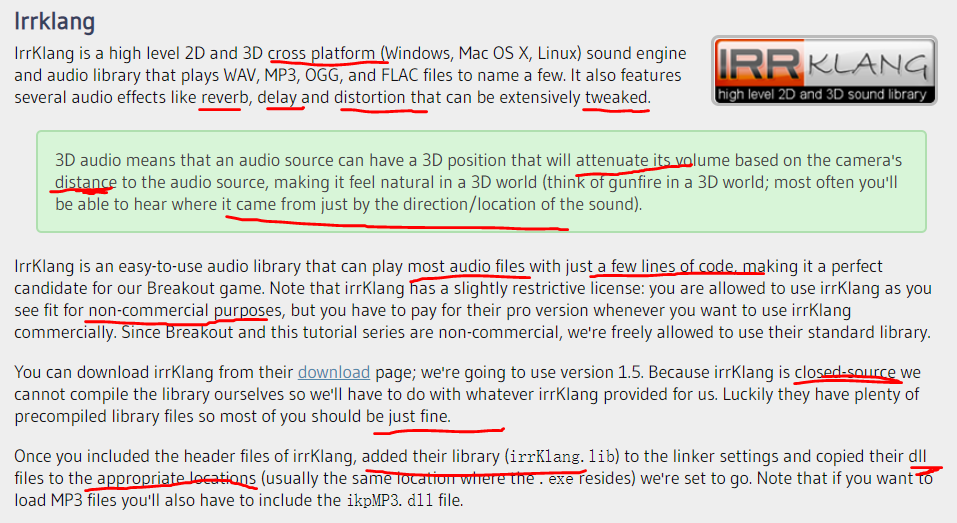 Irrklang
IrrKlang is a high level 2D and 3D cross platform (Windows, Mac OS X, Linux) sound engine
and audio library that plays WAV, MP3, OGG, and FLAC files to name a few. It also features
several audio effects like reverb, delay and distortion that can be extensively tweaked.
IRR KLANG
high level 2D and 3D sound library
3D audio means that an audio source can have a 3D position that will attenuate its volume based on the camera's
distance to the audio source, making it feel natural in a 3D world (think of gunfire in a 3D world; most often you'll
be able to hear where it came from just by the direction/location of the sound).
IrrKlang is an easy-to-use audio library that can play most audio files with just a few lines of code, making it a perfect
candidate for our Breakout game. Note that irrKlang has a slightly restrictive license: you are allowed to use irrKlang as you
see fit for non-commercial purposes, but you have to pay for their pro version whenever you want to use irrKlang
commercially. Since Breakout and this tutorial series are non-commercial, we're freely allowed to use their standard library.
You can download irrKlang from their download page; we're going to use version 1.5. Because irrKlang is closed-source we
cannot compile the library ourselves so we'll have to do with whatever irrKlang provided for us. Luckily they have plenty of
precompiled library files so most of you should be just fine.
Once you included the header files of irrKlang, added their library (irrKlang.lib) to the linker settings and copied their dll
files to the appropriate locations (usually the same location where the .exe resides) we're set to go. Note that if you want to
load MP3 files you'll also have to include the ikpMP3.dll file.